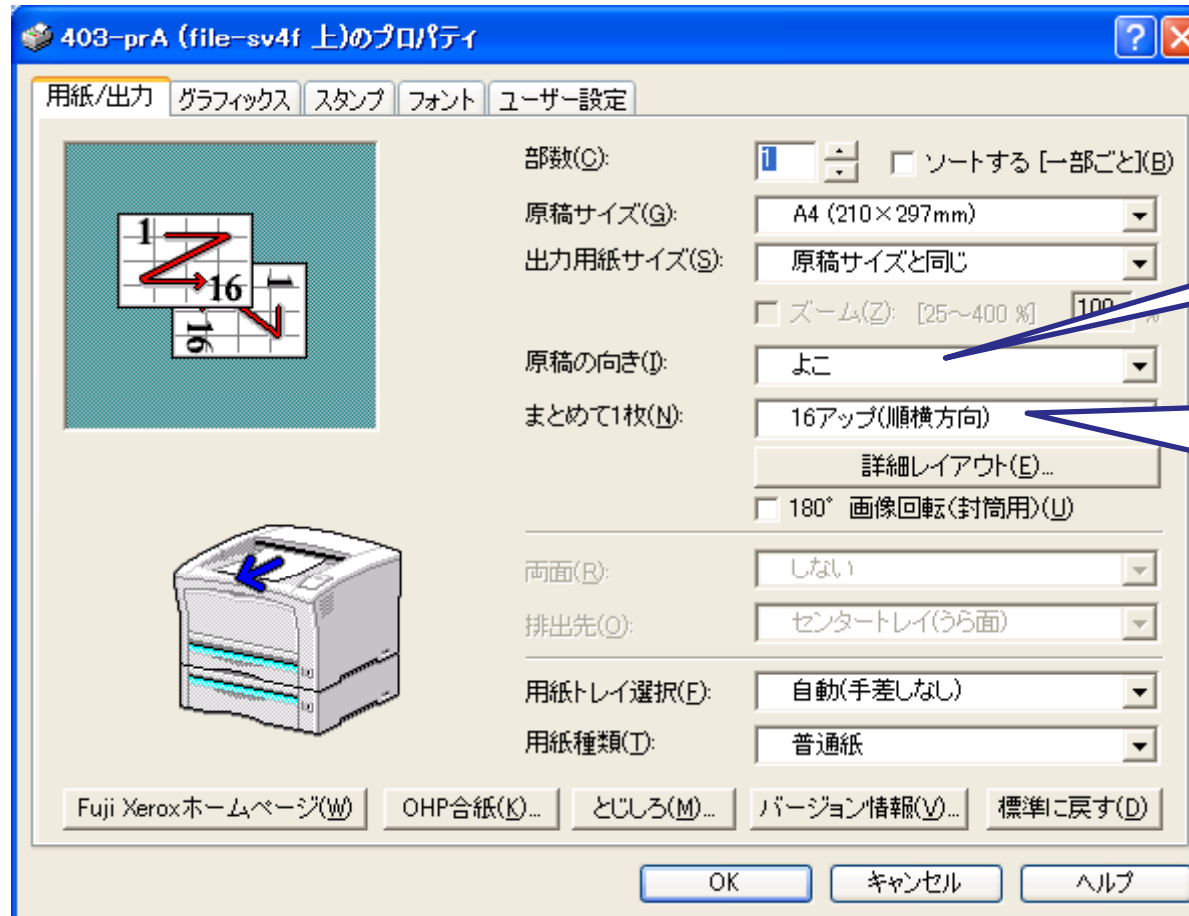 403-prA (file-sv4f 上)のプロパティ
用紙/出力 グラフィックス スタンプ フォント ユーザー設定
部数(C): 1 ソートする [一部ごと](B)
原稿サイズ(G): A4 (210×297mm)
出力用紙サイズ(S): 原稿サイズと同じ
ズーム(Z): [25～400 %] 100 %
原稿の向き(I): よこ
まとめて1枚(N): 16アップ(順横方向)
詳細レイアウト(E)...
180° 画像回転(封筒用)(U)
両面(R): しない
排出先(O): センタートレイ(うら面)
用紙トレイ選択(F): 自動(手差しなし)
用紙種類(T): 普通紙
1
16
1
16
Fuji Xeroxホームページ(W) OHP合紙(K)... とじしろ(M)... バージョン情報(V)... 標準に戻す(D)
OK キャンセル ヘルプ